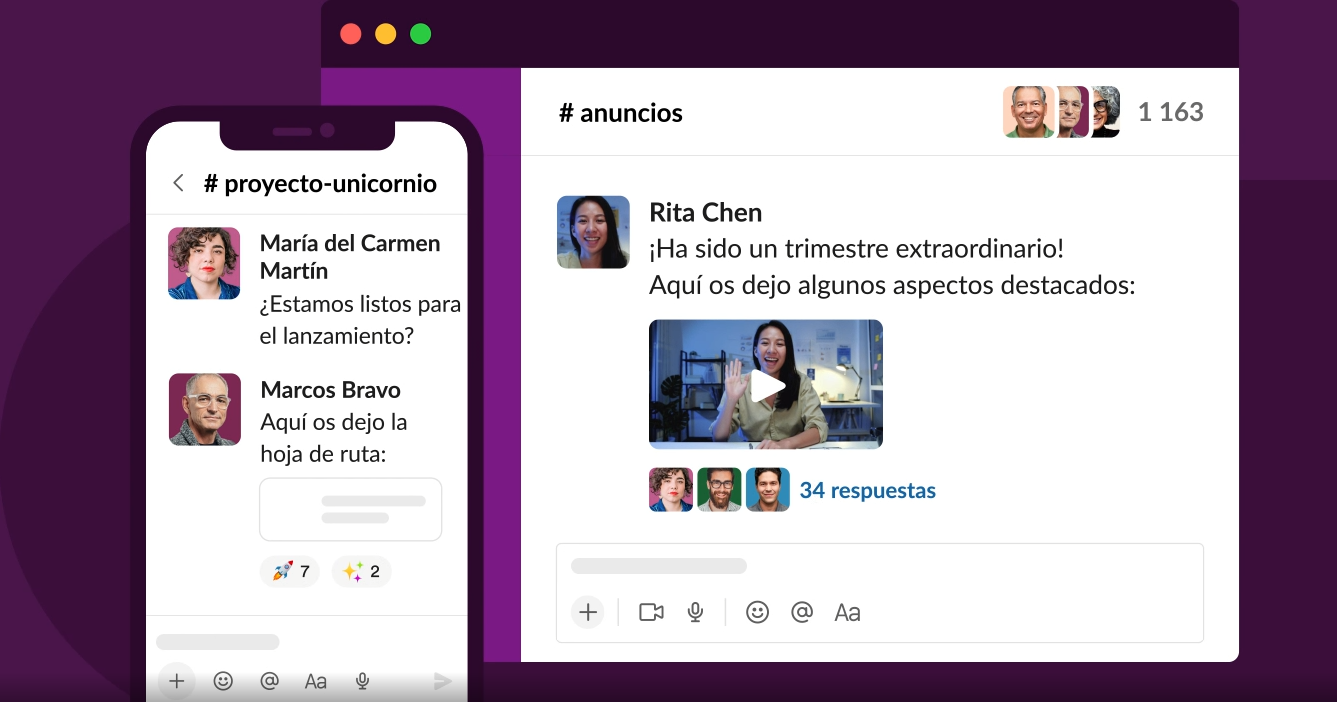 # anuncios
1 163
Rita Chen
¡Ha sido un trimestre extraordinario!
Aquí os dejo algunos aspectos destacados:
34 respuestas
Aa
# proyecto-unicornio
María del Carmen
Martín
¿Estamos listos para
el lanzamiento?
Marcos Bravo
Aquí os dejo la
hoja de ruta:
7
2
@
Aa